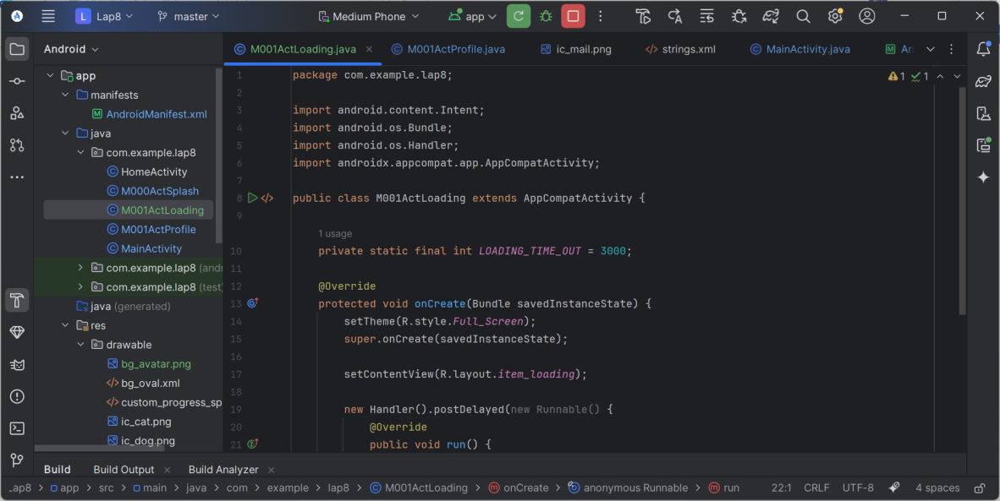 L Lap8 master Medium Phone app
Android M001ActLoading.java M001ActProfile.java ic_mail.png strings.xml MainActivity.java M An
app
manifests
M AndroidManifest.xml
java
com.example.lap8
HomeActivity
M000ActSplash
M001ActLoading
M001ActProfile
MainActivity
com.example.lap8 (andr
com.example.lap8 (test
java (generated)
res
drawable
bg_avatar.png
bg_oval.xml
custom_progress_sp
ic_cat.png
ic_dog.png
1 package com.example.lap8;
1 1
2
3 import android.content.Intent;
4 import android.os.Bundle;
5 import android.os.Handler;
6 import androidx.appcompat.app.AppCompatActivity;
7
8 public class M001ActLoading extends AppCompatActivity {
9
1 usage
10 private static final int LOADING_TIME_OUT = 3000;
11
12 @Override
13 protected void onCreate(Bundle savedInstanceState) {
14 setTheme(R.style.Full_Screen);
15 super.onCreate(savedInstanceState);
16
17 setContentView(R.layout.item_loading);
18
19 new Handler().postDelayed(new Runnable() {
20 @Override
21 public void run() {
Build Build Output Build Analyzer
app src main java com example lap8 M001ActLoading m onCreate anonymous Runnable m run 22:1 CRLF UTF-8 4 spaces